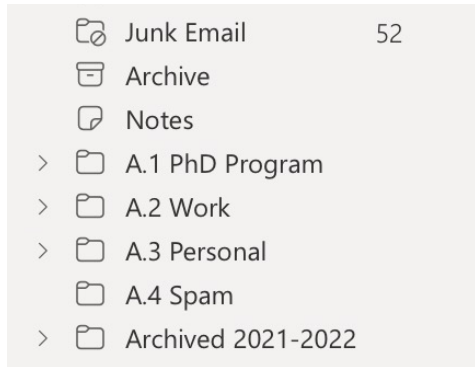 Junk Email 52
Archive
Notes
A.1 PhD Program
A.2 Work
A.3 Personal
A.4 Spam
Archived 2021-2022